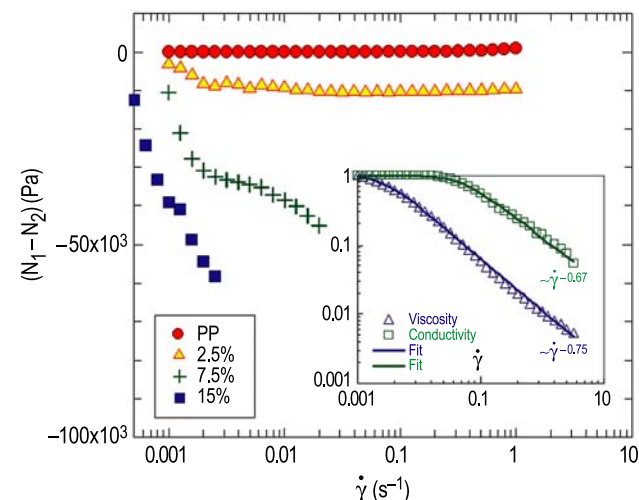 0
−50x10³
−100x10³
(N₁−N₂) (Pa)
PP
2.5%
7.5%
15%
1
0.1
0.01
0.001
Viscosity
Conductivity
Fit
Fit
~γ̇ −0.67
~γ̇ −0.75
γ̇
0.001 0.1 10
0.001 0.01 0.1 1 10
γ̇ (s⁻¹)